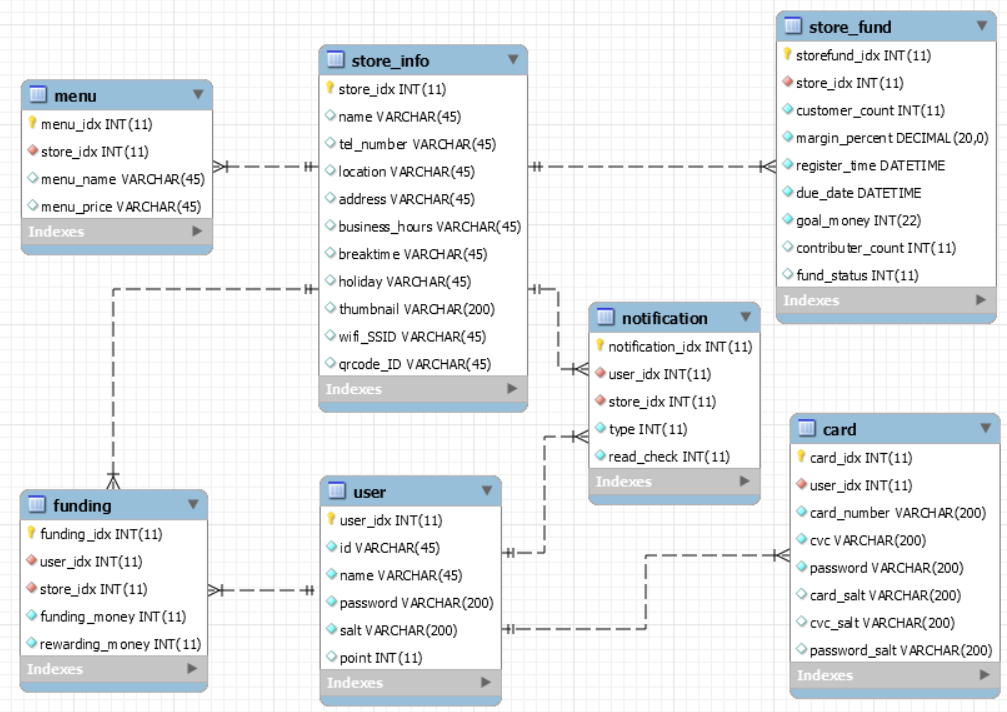 menu
menu_idx INT(11)
store_idx INT(11)
menu_name VARCHAR(45)
menu_price VARCHAR(45)
Indexes
store_info
store_idx INT(11)
name VARCHAR(45)
tel_number VARCHAR(45)
location VARCHAR(45)
address VARCHAR(45)
business_hours VARCHAR(45)
breaktime VARCHAR(45)
holiday VARCHAR(45)
thumbnail VARCHAR(200)
wifi_SSID VARCHAR(45)
qrcode_ID VARCHAR(45)
Indexes
store_fund
storefund_idx INT(11)
store_idx INT(11)
customer_count INT(11)
margin_percent DECIMAL(20,0)
register_time DATETIME
due_date DATETIME
goal_money INT(22)
contributer_count INT(11)
fund_status INT(11)
Indexes
notification
notification_idx INT(11)
user_idx INT(11)
store_idx INT(11)
type INT(11)
read_check INT(11)
Indexes
funding
funding_idx INT(11)
user_idx INT(11)
store_idx INT(11)
funding_money INT(11)
rewarding_money INT(11)
Indexes
user
user_idx INT(11)
id VARCHAR(45)
name VARCHAR(45)
password VARCHAR(200)
salt VARCHAR(200)
point INT(11)
Indexes
card
card_idx INT(11)
user_idx INT(11)
card_number VARCHAR(200)
cvc VARCHAR(200)
password VARCHAR(200)
card_salt VARCHAR(200)
cvc_salt VARCHAR(200)
password_salt VARCHAR(200)
Indexes